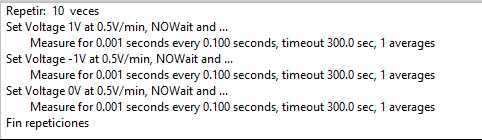 Repetir:  10  veces
Set Voltage 1V at 0.5V/min, NOWait and ...
Measure for 0.001 seconds every 0.100 seconds, timeout 300.0 sec, 1 averages
Set Voltage -1V at 0.5V/min, NOWait and ...
Measure for 0.001 seconds every 0.100 seconds, timeout 300.0 sec, 1 averages
Set Voltage 0V at 0.5V/min, NOWait and ...
Measure for 0.001 seconds every 0.100 seconds, timeout 300.0 sec, 1 averages
Fin repeticiones